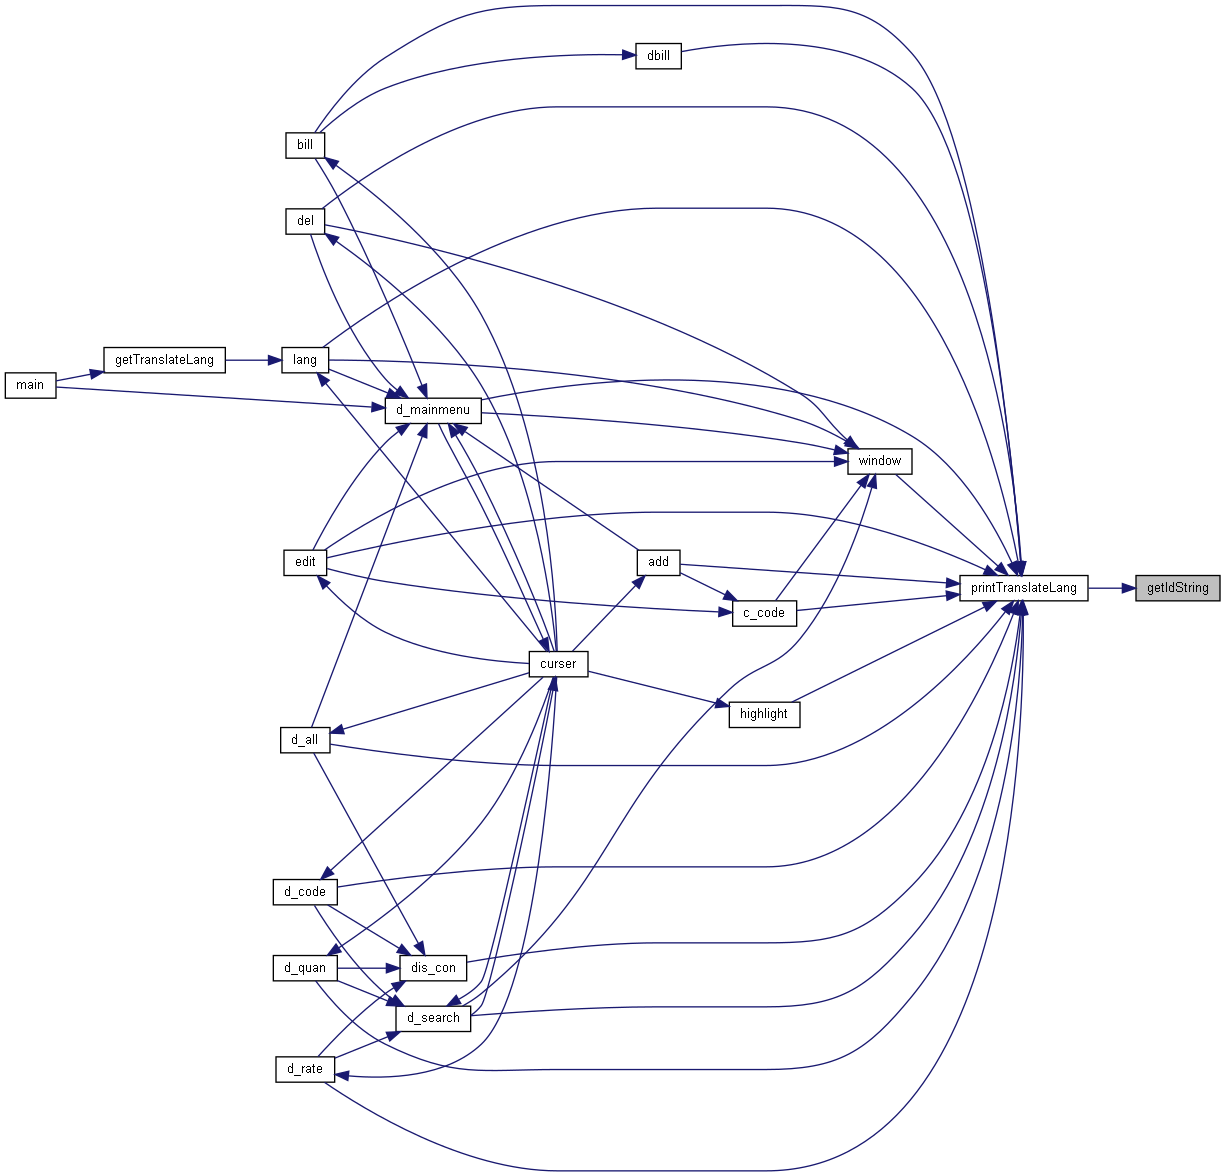 dbill
bill
del
getTranslateLang
lang
main
d_mainmenu
window
edit
add
printTranslateLang
getIdString
c_code
curser
highlight
d_all
d_code
d_quan
dis_con
d_search
d_rate